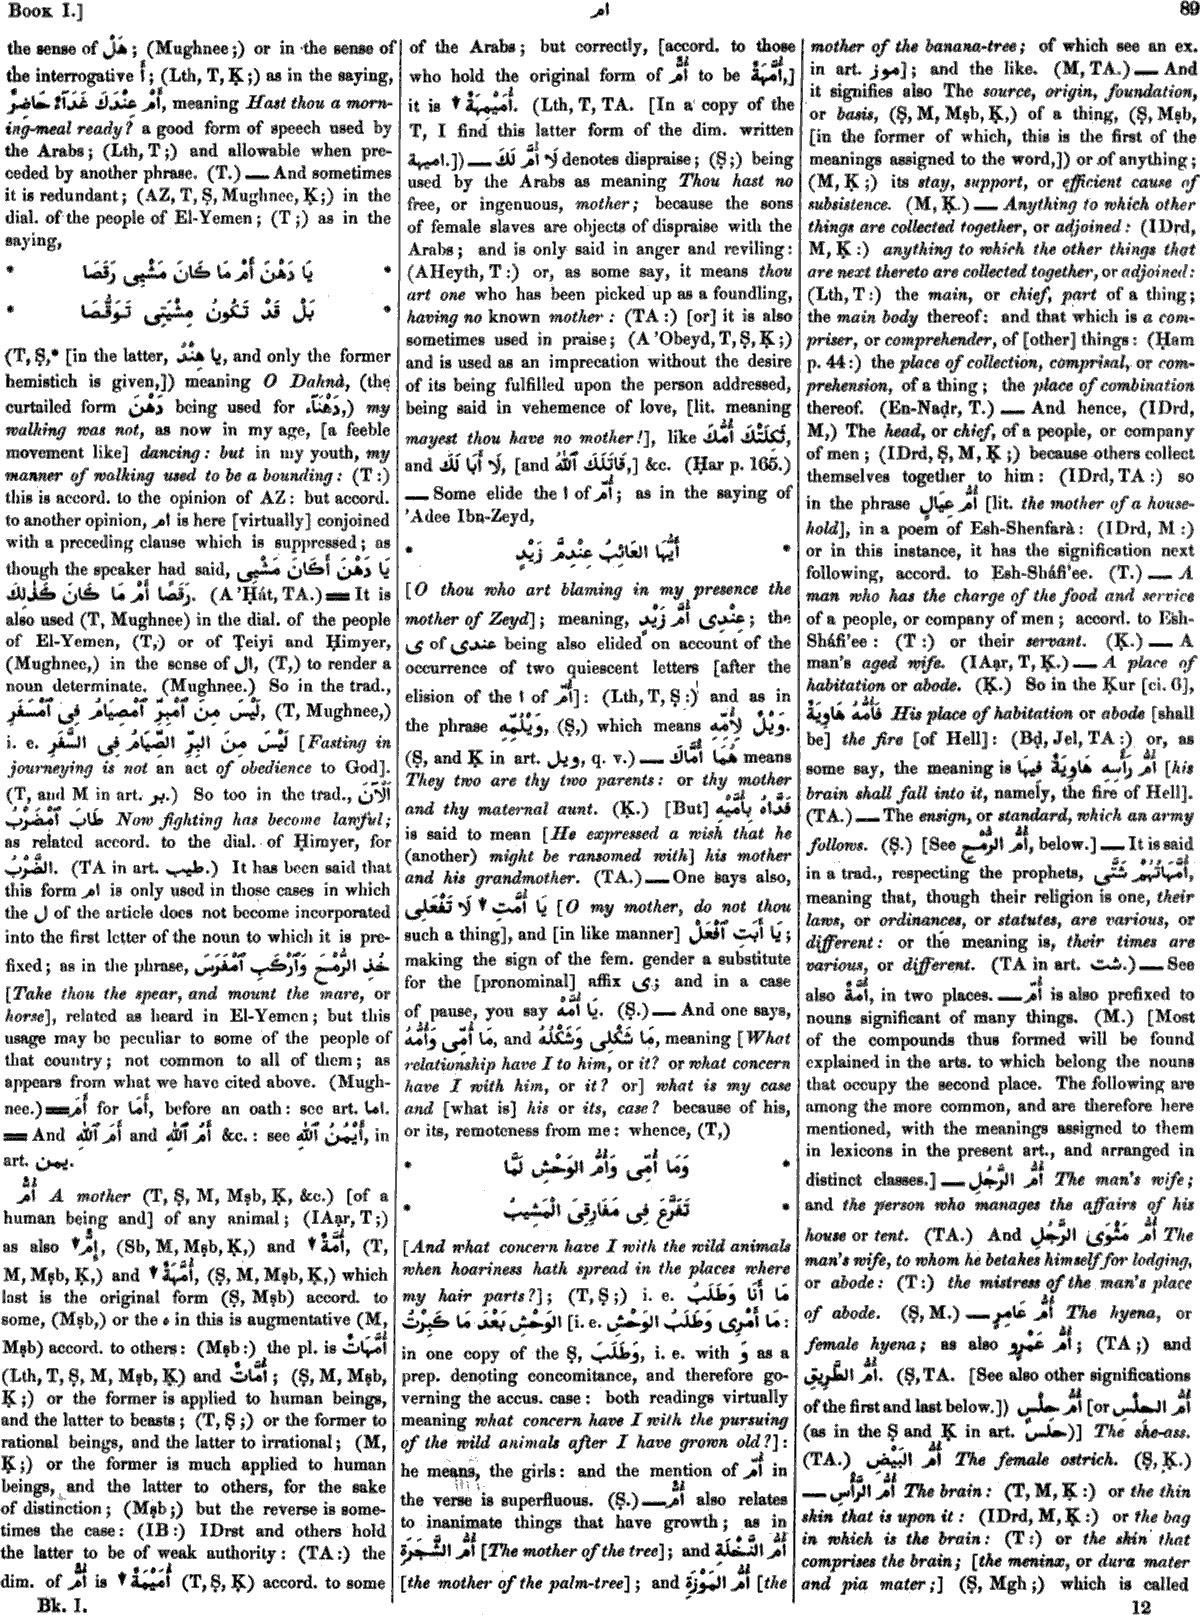 Book I.]
ام
89
the sense of هَلْ; (Mughnee;) or in the sense of
the interrogative أَ; (Lth, T, Ḳ;) as in the saying,
أَمْ عِنْدَكَ غَدَآءٌ حَاضِرٌ, meaning Hast thou a morn-
ing-meal ready? a good form of speech used by
the Arabs; (Lth, T;) and allowable when pre-
ceded by another phrase. (T.) — And sometimes
it is redundant; (AZ, T, Ṣ, Mughnee, Ḳ;) in the
dial. of the people of El-Yemen; (T;) as in the
saying,
* يَا دَهْنَ أَمْ مَا كَانَ مَشْيِى رَقَصَا *
* بَلْ قَدْ تَكُونُ مِشْيَتِى تَوَقُّصَا *
(T, Ṣ,* [in the latter, يا هِنْدُ, and only the former
hemistich is given,]) meaning O Dahnà, (the
curtailed form دَهْنَ being used for دَهْنَآء,) my
walking was not, as now in my age, [a feeble
movement like] dancing: but in my youth, my
manner of walking used to be a bounding: (T:)
this is accord. to the opinion of AZ: but accord.
to another opinion, ام is here [virtually] conjoined
with a preceding clause which is suppressed; as
though the speaker had said, يَا دَهْنَ أَكَانَ مَشْيِى
رَقَصًا أَمْ مَا كَانَ كَذٰلِكَ. (A 'Ḥát, TA.) ═ It is
also used (T, Mughnee) in the dial. of the people
of El-Yemen, (T,) or of Ṭeiyi and Ḥimyer,
(Mughnee,) in the sense of ال, (T,) to render a
noun determinate. (Mughnee.) So in the trad.,
لَيْسَ مِنَ امْبِرِّ امْصِيَامُ فِى امْسَفَرِ, (T, Mughnee,)
i. e. لَيْسَ مِنَ البِرِّ الصِّيَامُ فِى السَّفَرِ [Fasting in
journeying is not an act of obedience to God].
(T, and M in art. بر.) So too in the trad., اَلْآنَ
طَابَ امْضَرْبُ Now fighting has become lawful;
as related accord. to the dial. of Ḥimyer, for
الضَّرْبُ. (TA in art. طيب.) It has been said that
this form ام is only used in those cases in which
the ل of the article does not become incorporated
into the first letter of the noun to which it is pre-
fixed; as in the phrase, خُذِ الرُّمْحَ وَارْكَبِ امْفَرَسَ
[Take thou the spear, and mount the mare, or
horse], related as heard in El-Yemen; but this
usage may be peculiar to some of the people of
that country; not common to all of them; as
appears from what we have cited above. (Mugh-
nee.) ═ أَمَ for أَمَا, before an oath: see art. اما.
═ And أَمَ اللهِ and أَمُ اللهِ &c.: see أَيْمُنُ اللهِ, in
art. يمن.
أُمٌّ A mother (T, Ṣ, M, Mṣb, Ḳ, &c.) [of a
human being and] of any animal; (IAạr, T;)
as also ▼ إِمٌّ, (Sb, M, Mṣb, Ḳ,) and ▼ أُمَّةٌ, (T,
M, Mṣb, Ḳ,) and ▼ أُمَّهَةٌ, (Ṣ, M, Mṣb, Ḳ,) which
last is the original form (Ṣ, Mṣb) accord. to
some, (Mṣb,) or the ه in this is augmentative (M,
Mṣb) accord. to others: (Mṣb:) the pl. is أُمَّهَاتٌ
(Lth, T, Ṣ, M, Mṣb, Ḳ) and أُمَّاتٌ; (Ṣ, M, Mṣb,
Ḳ;) or the former is applied to human beings,
and the latter to beasts; (T, Ṣ;) or the former to
rational beings, and the latter to irrational; (M,
Ḳ;) or the former is much applied to human
beings, and the latter to others, for the sake
of distinction; (Mṣb;) but the reverse is some-
times the case: (IB:) IDrst and others hold
the latter to be of weak authority: (TA:) the
dim. of أُمٌّ is ▼ أُمَيْمَةٌ (T, Ṣ, Ḳ) accord. to some
Bk. I.
of the Arabs; but correctly, [accord. to those
who hold the original form of أُمٌّ to be أُمَّهَةٌ,]
it is ▼ أُمَيْمِهَةٌ. (Lth, T, TA. [In a copy of the
T, I find this latter form of the dim. written
اميهة.]) — لَا أُمَّ لَكَ denotes dispraise; (Ṣ;) being
used by the Arabs as meaning Thou hast no
free, or ingenuous, mother; because the sons
of female slaves are objects of dispraise with the
Arabs; and is only said in anger and reviling:
(AHeyth, T:) or, as some say, it means thou
art one who has been picked up as a foundling,
having no known mother: (TA:) [or] it is also
sometimes used in praise; (A 'Obeyd, T, Ṣ, Ḳ;)
and is used as an imprecation without the desire
of its being fulfilled upon the person addressed,
being said in vehemence of love, [lit. meaning
mayest thou have no mother!], like ثَكِلَتْكَ أُمُّكَ,
and لَا أَبَا لَكَ, [and قَاتَلَكَ اللهُ,] &c. (Ḥar p. 165.)
— Some elide the ا of أُمّ; as in the saying of
'Adee Ibn-Zeyd,
* أَيُّهَا العَائِبُ عِنْدِمَّ زَيْدٍ *
[O thou who art blaming in my presence the
mother of Zeyd]; meaning, عِنْدِى أُمَّ زَيْدٍ; the
ى of عندى being also elided on account of the
occurrence of two quiescent letters [after the
elision of the ا of أُمّ]: (Lth, T, Ṣ:) and as in
the phrase وَيْلُمِّهِ, (Ṣ,) which means وَيْلٌ لِأُمِّهِ.
(Ṣ, and Ḳ in art. ويل, q. v.) — هُمَا أُمَّاكَ means
They two are thy two parents: or thy mother
and thy maternal aunt. (Ḳ.) [But] فَدَّاهُ بِأُمَّيْهِ
is said to mean [He expressed a wish that he
(another) might be ransomed with] his mother
and his grandmother. (TA.) — One says also,
يَا أُمَّتِ ▼ لَا تَفْعَلِى [O my mother, do not thou
such a thing], and [in like manner] يَا أَبَتِ افْعَلْ;
making the sign of the fem. gender a substitute
for the [pronominal] affix ى; and in a case
of pause, you say يَا أُمَّهْ. (Ṣ.) — And one says,
مَا أُمِّى وَأُمُّهُ, and مَا شَكْلِى وَشَكْلُهُ, meaning [What
relationship have I to him, or it? or what concern
have I with him, or it? or] what is my case
and [what is] his or its, case? because of his,
or its, remoteness from me: whence, (T,)
* وَمَا أُمِّى وَأُمُّ الوَحْشِ لَمَّا *
* تَفَرَّعَ فِى مَفَارِقِىَ الْمَشِيبُ *
[And what concern have I with the wild animals
when hoariness hath spread in the places where
my hair parts?]; (T, Ṣ;) i. e. مَا أَنَا وَطَلَبُ
الوَحْشِ بَعْدَ مَا كَبِرْتُ [i. e. مَا أَمْرِى وَطَلَبُ الوَحْشِ:
in one copy of the Ṣ, وَطَلَبَ, i. e. with وَ as a
prep. denoting concomitance, and therefore go-
verning the accus. case: both readings virtually
meaning what concern have I with the pursuing
of the wild animals after I have grown old?]:
he means, the girls: and the mention of أُمّ in
the verse is superfluous. (Ṣ.) — أُمٌّ also relates
to inanimate things that have growth; as in
أُمُّ الشَّجَرَةِ [The mother of the tree]; and أُمُّ النَّخْلَةِ
[the mother of the palm-tree]; and أُمُّ المَوْزَةِ [the
mother of the banana-tree; of which see an ex.
in art. موز]; and the like. (M, TA.) — And
it signifies also The source, origin, foundation,
or basis, (Ṣ, M, Mṣb, Ḳ,) of a thing, (Ṣ, Mṣb,
[in the former of which, this is the first of the
meanings assigned to the word,]) or of anything;
(M, Ḳ;) its stay, support, or efficient cause of
subsistence. (M, Ḳ.) — Anything to which other
things are collected together, or adjoined: (IDrd,
M, Ḳ:) anything to which the other things that
are next thereto are collected together, or adjoined:
(Lth, T:) the main, or chief, part of a thing;
the main body thereof: and that which is a com-
priser, or comprehender, of [other] things: (Ḥam
p. 44:) the place of collection, comprisal, or com-
prehension, of a thing; the place of combination
thereof. (En-Naḍr, T.) — And hence, (IDrd,
M,) The head, or chief, of a people, or company
of men; (IDrd, Ṣ, M, Ḳ;) because others collect
themselves together to him: (IDrd, TA:) so
in the phrase أُمُّ عِيَالٍ [lit. the mother of a house-
hold], in a poem of Esh-Shenfarà: (IDrd, M:)
or in this instance, it has the signification next
following, accord. to Esh-Sháfi'ee. (T.) — A
man who has the charge of the food and service
of a people, or company of men; accord. to Esh-
Sháfi'ee: (T:) or their servant. (Ḳ.) — A
man's aged wife. (IAạr, T, Ḳ.) — A place of
habitation or abode. (Ḳ.) So in the Ḳur [ci. 6],
فَأُمُّهُ هَاوِيَةٌ His place of habitation or abode [shall
be] the fire [of Hell]: (Bḍ, Jel, TA:) or, as
some say, the meaning is أُمُّ رَأْسِهِ هَاوِيَةٌ فِيهَا [his
brain shall fall into it, namely, the fire of Hell].
(TA.) — The ensign, or standard, which an army
follows. (Ṣ.) [See أُمُّ الرُّمْحِ, below.] — It is said
in a trad., respecting the prophets, أُمَّهَاتُهُمْ شَتَّى,
meaning that, though their religion is one, their
laws, or ordinances, or statutes, are various, or
different: or the meaning is, their times are
various, or different. (TA in art. شت.) — See
also أُمَّةٌ, in two places. — أُمّ is also prefixed to
nouns significant of many things. (M.) [Most
of the compounds thus formed will be found
explained in the arts. to which belong the nouns
that occupy the second place. The following are
among the more common, and are therefore here
mentioned, with the meanings assigned to them
in lexicons in the present art., and arranged in
distinct classes.] — أُمُّ الرَّجُلِ The man's wife;
and the person who manages the affairs of his
house or tent. (TA.) And أُمُّ مَثْوَى الرَّجُلِ The
man's wife, to whom he betakes himself for lodging,
or abode: (T:) the mistress of the man's place
of abode. (Ṣ, M.) — أُمُّ عَامِرٍ The hyena, or
female hyena; as also أُمُّ عَمْرٍو; (TA;) and
أُمُّ الطَّرِيقِ. (Ṣ, TA. [See also other significations
of the first and last below.]) أُمُّ حِلْسٍ [or أُمُّ الحِلْسِ
(as in the Ṣ and Ḳ in art. حلس)] The she-ass.
(TA.) أُمُّ البَيْضِ The female ostrich. (Ṣ, Ḳ.)
— أُمُّ الرَّأْسِ The brain: (T, M, Ḳ:) or the thin
skin that is upon it: (IDrd, M, Ḳ:) or the bag
in which is the brain: (T:) or the skin that
comprises the brain; [the meninx, or dura mater
and pia mater;] (Ṣ, Mgh;) which is called
12